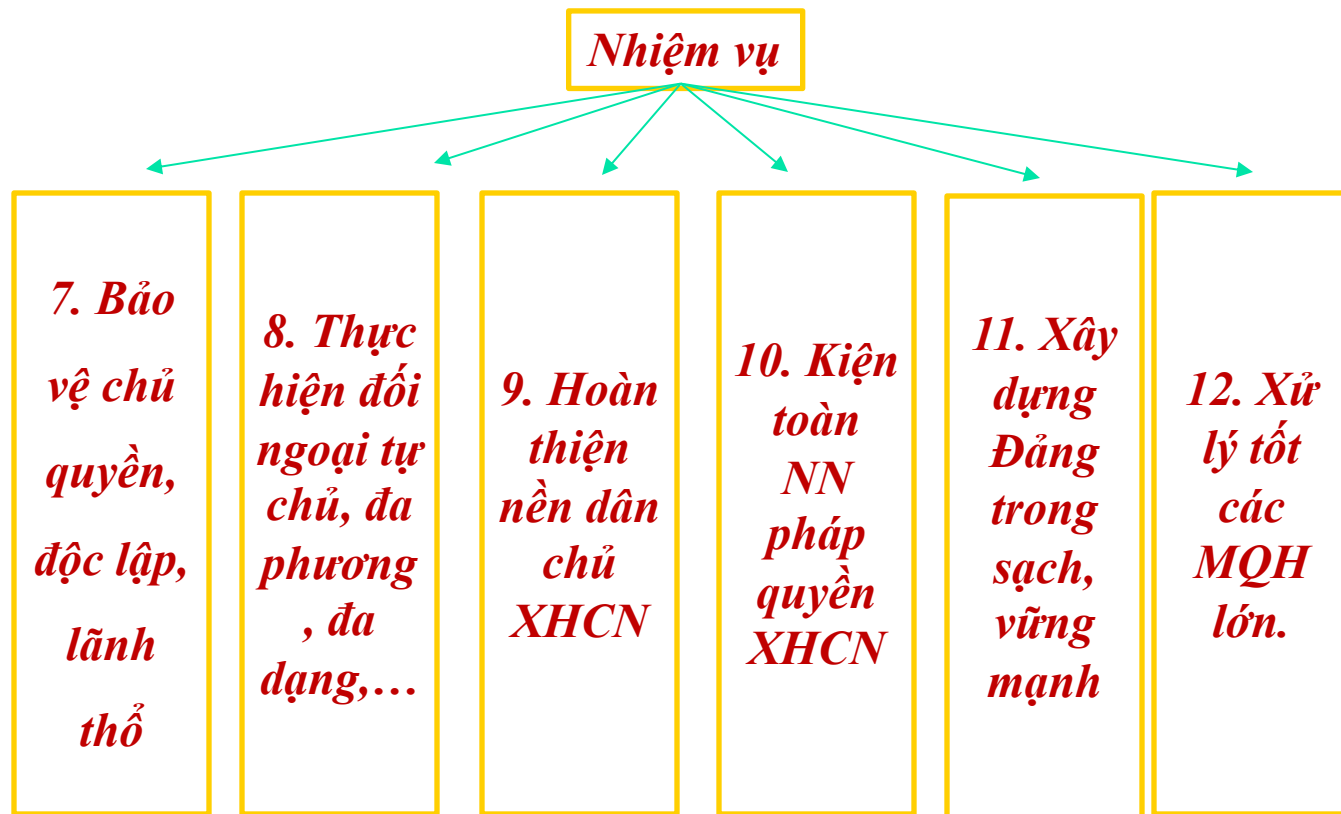 Nhiệm vụ
7. Bảo
vệ chủ
quyền,
độc lập,
lãnh
thổ
8. Thực
hiện đối
ngoại tự
chủ, đa
phương
, đa
dạng,…
9. Hoàn
thiện
nền dân
chủ
XHCN
10. Kiện
toàn
NN
pháp
quyền
XHCN
11. Xây
dựng
Đảng
trong
sạch,
vững
mạnh
12. Xử
lý tốt
các
MQH
lớn.